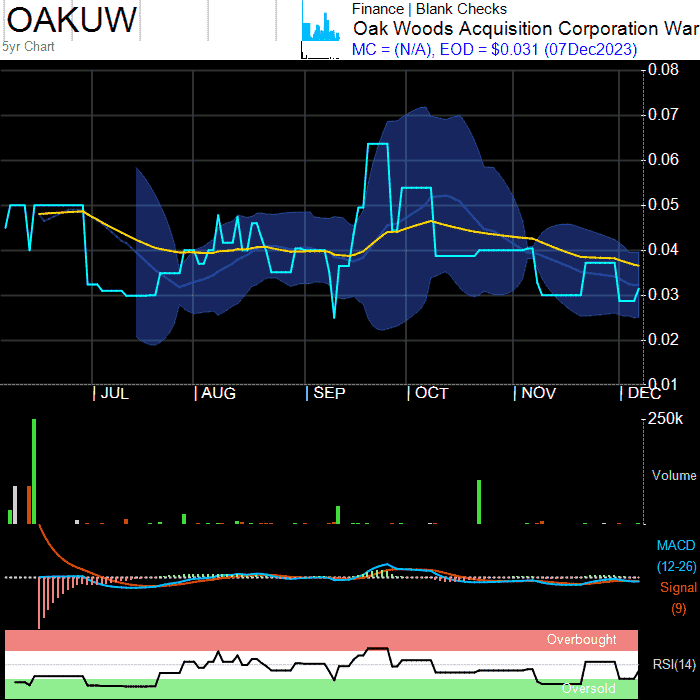 OAKUW
5yr Chart
Finance | Blank Checks
Oak Woods Acquisition Corporation War
MC = (N/A), EOD = $0.031 (07Dec2023)
0.08
0.07
0.06
0.05
0.04
0.03
0.02
0.01
JUL AUG SEP OCT NOV DEC
250k
Volume
MACD
(12-26)
Signal
(9)
Overbought
RSI(14)
Oversold